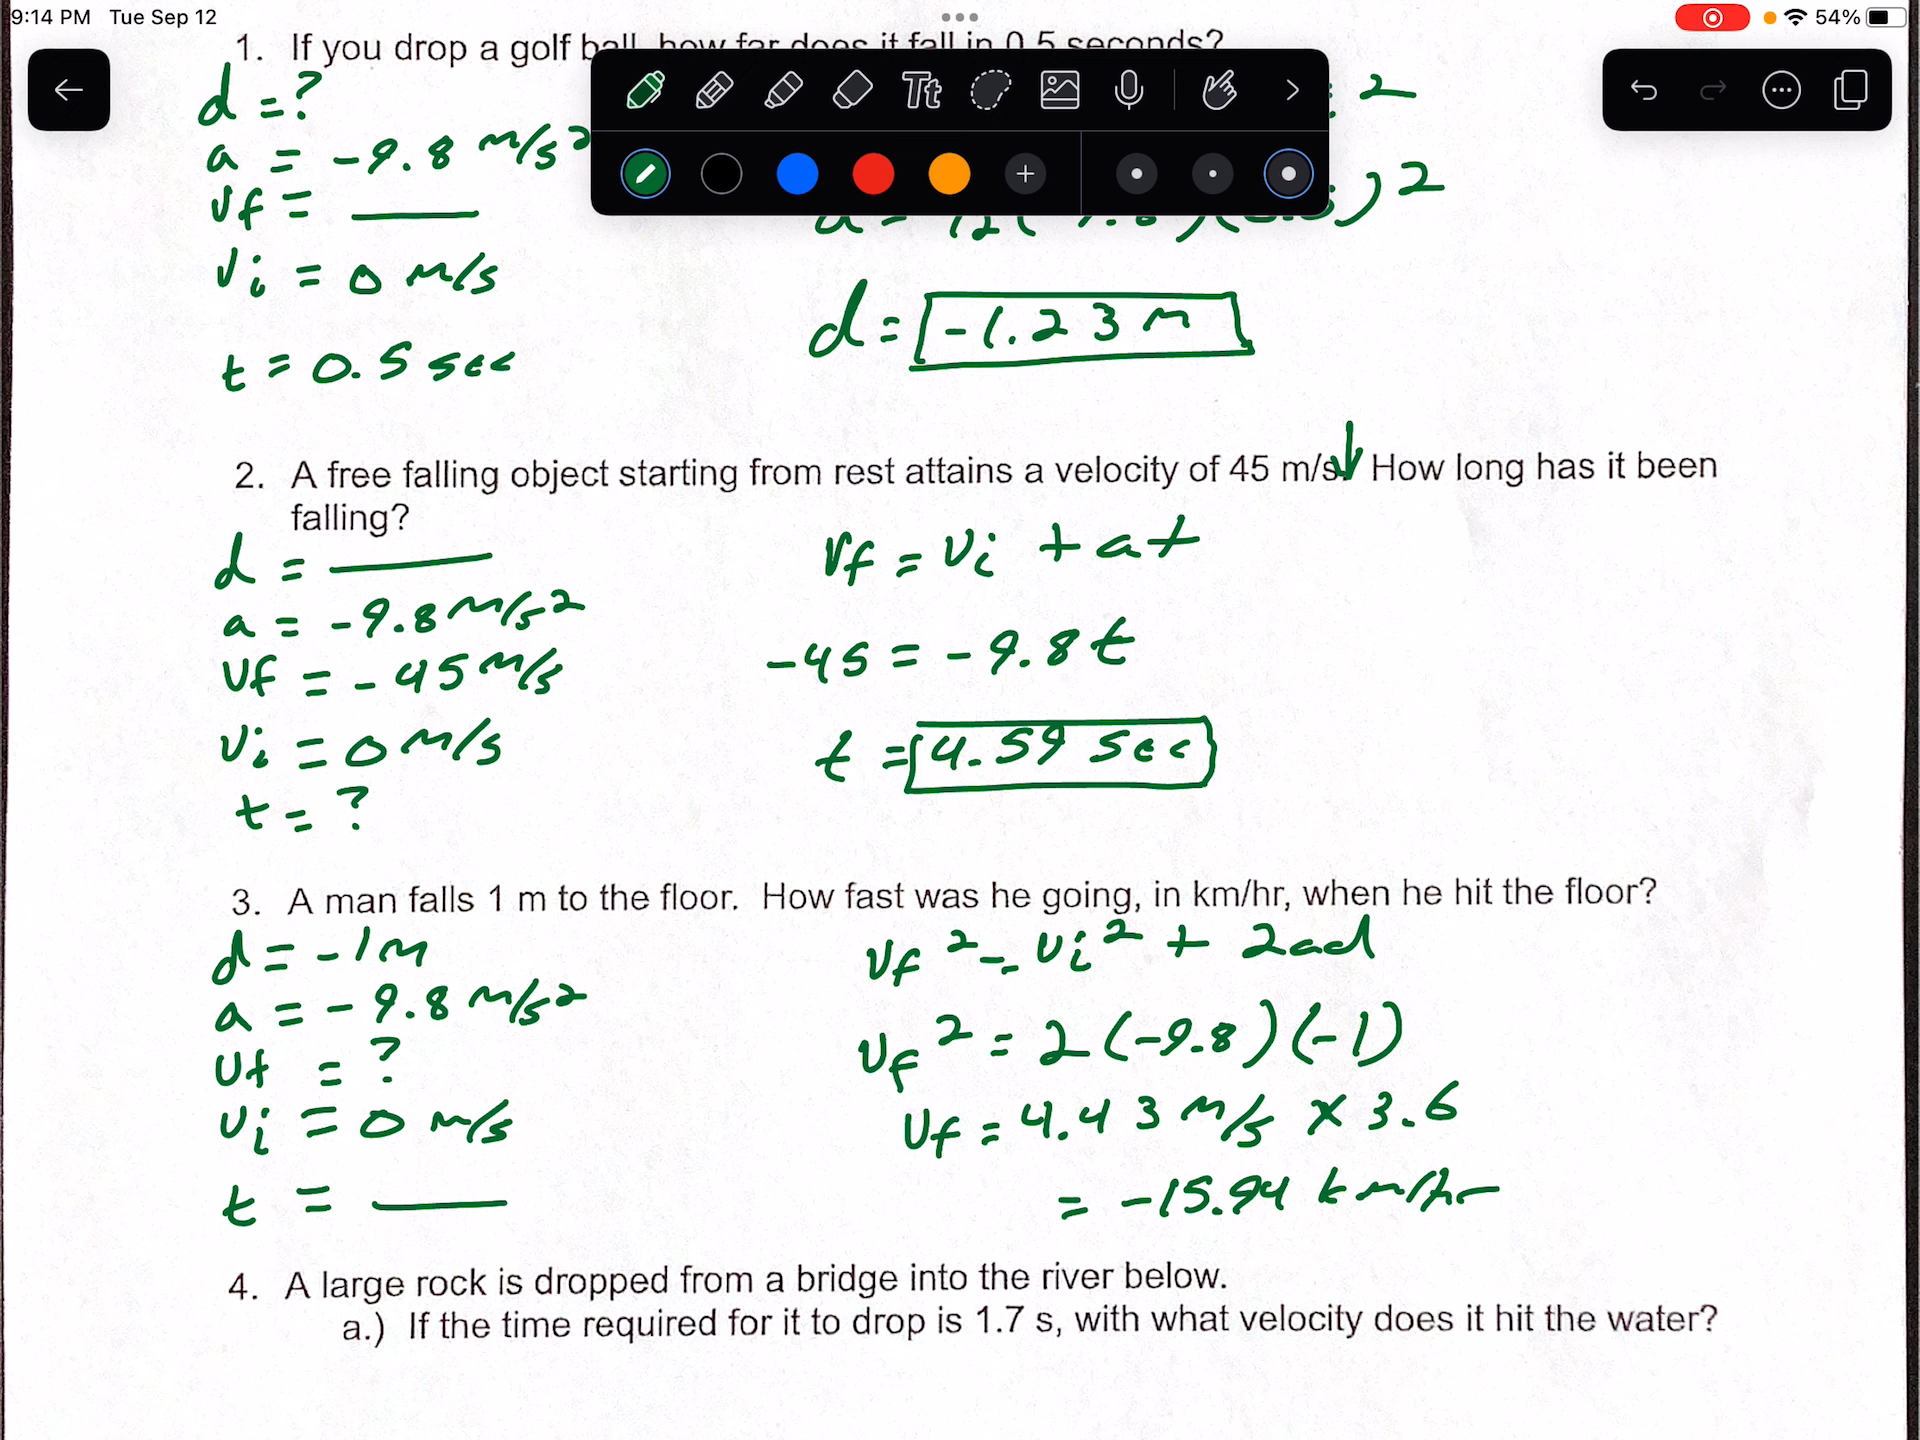 9:14 PM Tue Sep 12
54%
1. If you drop a golf ball, how far does it fall in 0.5 seconds?
Tt
d = ?
2
a = -9.8 m/s²
)2
vf = ___
vi = 0 m/s
d = -1.23 m
t = 0.5 sec
2. A free falling object starting from rest attains a velocity of 45 m/s↓ How long has it been
falling?
d = ___
vf = vi + at
a = -9.8 m/s²
-45 = -9.8t
vf = -45 m/s
vi = 0 m/s
t = 4.59 sec
t = ?
3. A man falls 1 m to the floor. How fast was he going, in km/hr, when he hit the floor?
d = -1m
vf² = vi² + 2ad
a = -9.8 m/s²
vf² = 2(-9.8)(-1)
vf = ?
vf = 4.43 m/s x 3.6
vi = 0 m/s
= -15.94 km/hr
t = ___
4. A large rock is dropped from a bridge into the river below.
a.) If the time required for it to drop is 1.7 s, with what velocity does it hit the water?